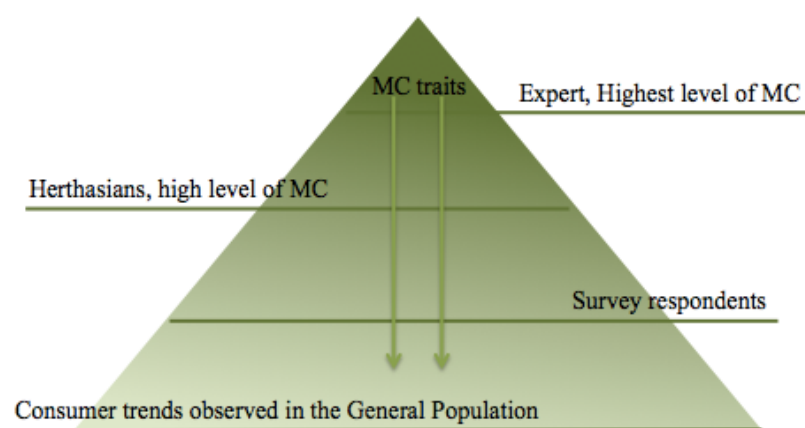 MC traits
Expert, Highest level of MC
Herthasians, high level of MC
Survey respondents
Consumer trends observed in the General Population